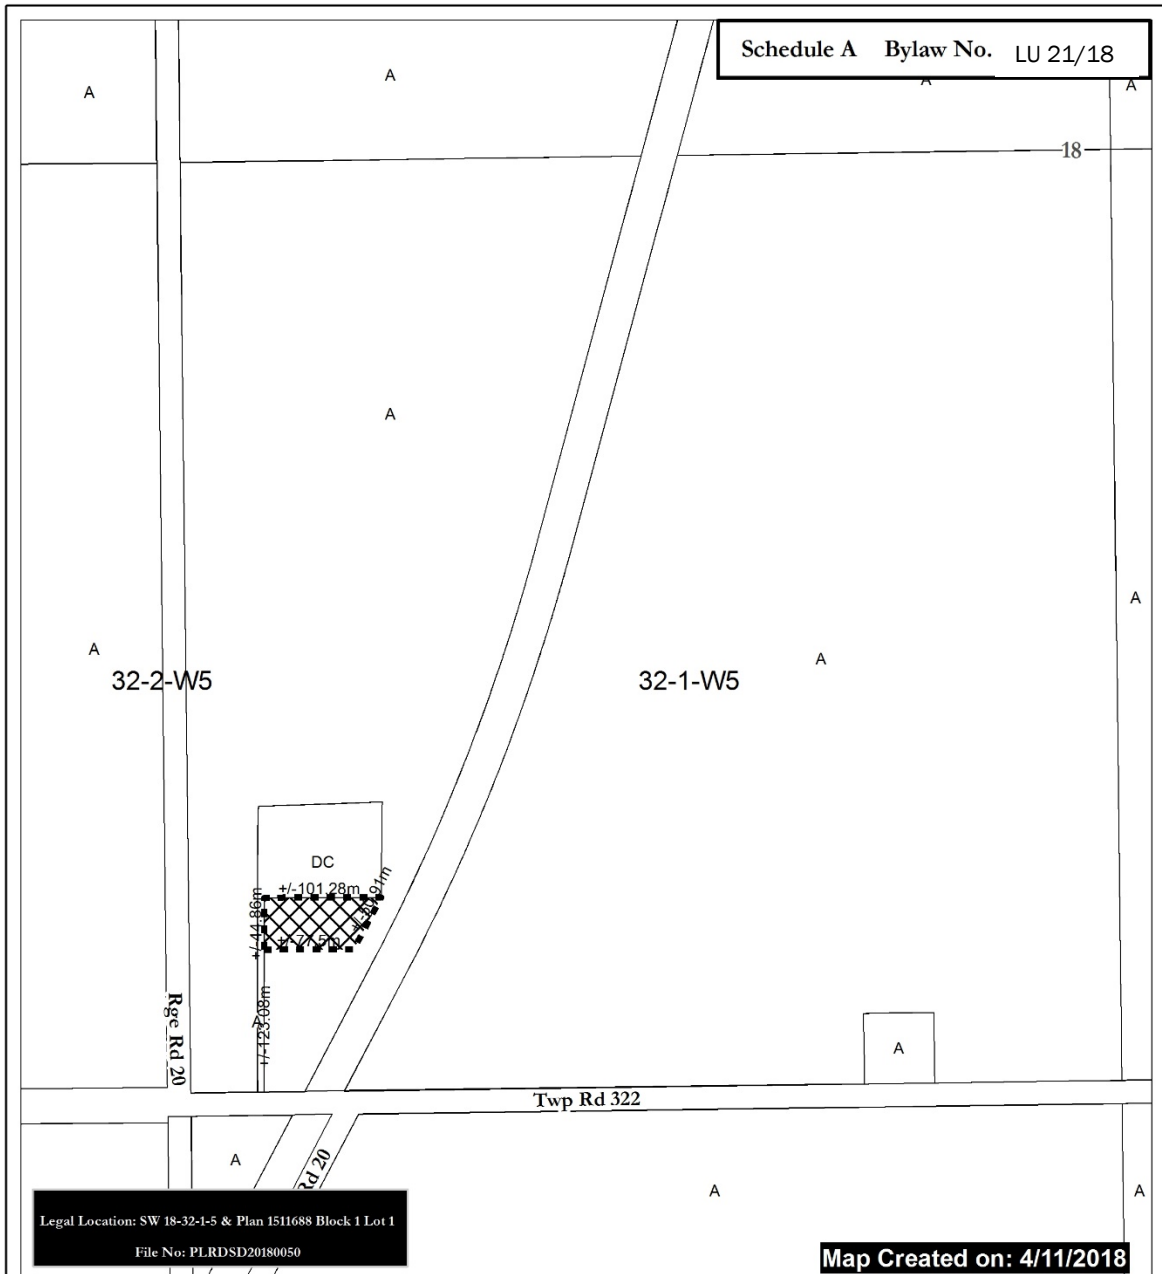 Schedule A Bylaw No. LU 21/18
A
A
A
A
18
A
A
A
32-2-W5
32-1-W5
A
DC
+/-101.28m
+/-44.86m
+/-77.5m
A
+/-123.08m
Rge Rd 20
A
Twp Rd 322
A
Rd 20
A
A
Legal Location: SW 18-32-1-5 & Plan 1511688 Block 1 Lot 1
File No: PLRDSD20180050
Map Created on: 4/11/2018